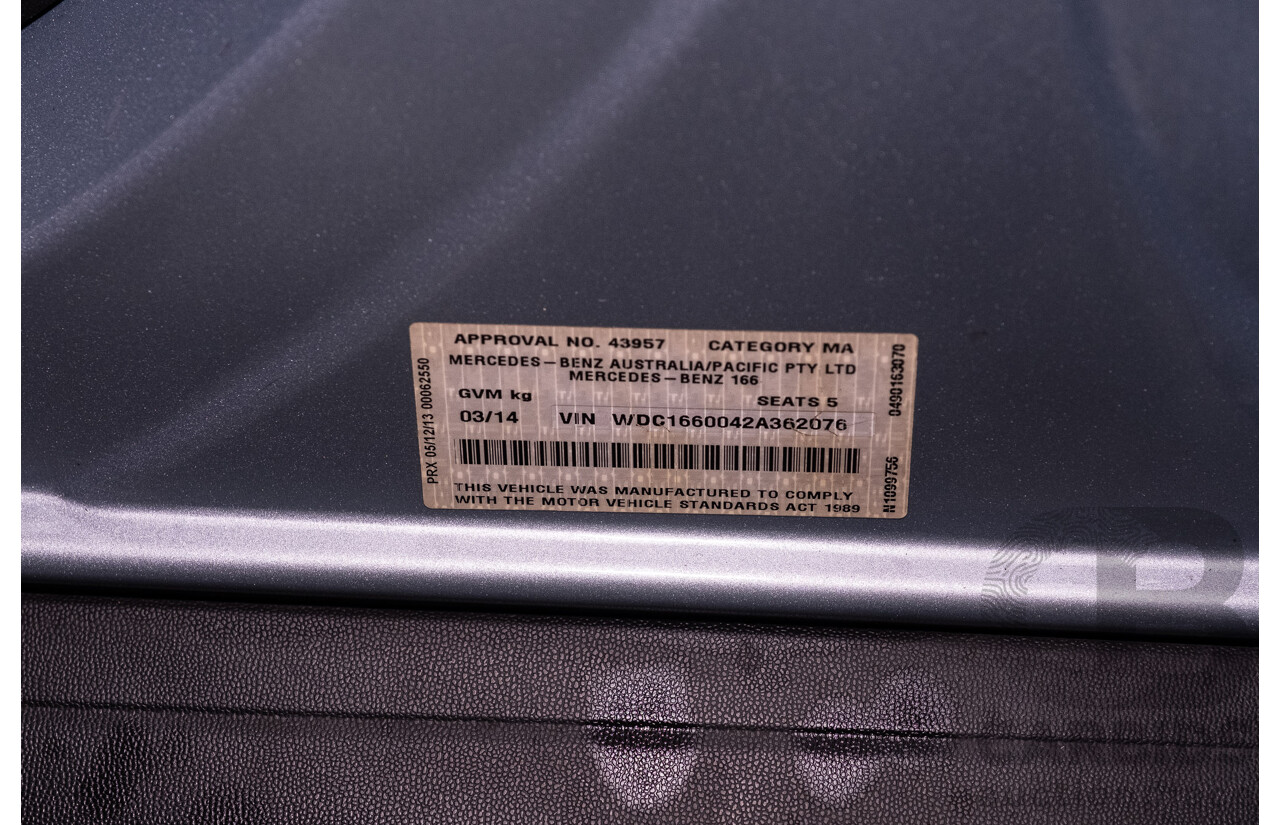 APPROVAL NO. 43957 CATEGORY MA
MERCEDES-BENZ AUSTRALIA/PACIFIC PTY LTD
MERCEDES-BENZ 166
GVM kg SEATS 5
03/14 VIN WDC1660042A362076
THIS VEHICLE WAS MANUFACTURED TO COMPLY
WITH THE MOTOR VEHICLE STANDARDS ACT 1989
PRX 05/12/13 00062550
0490163070
N1099756